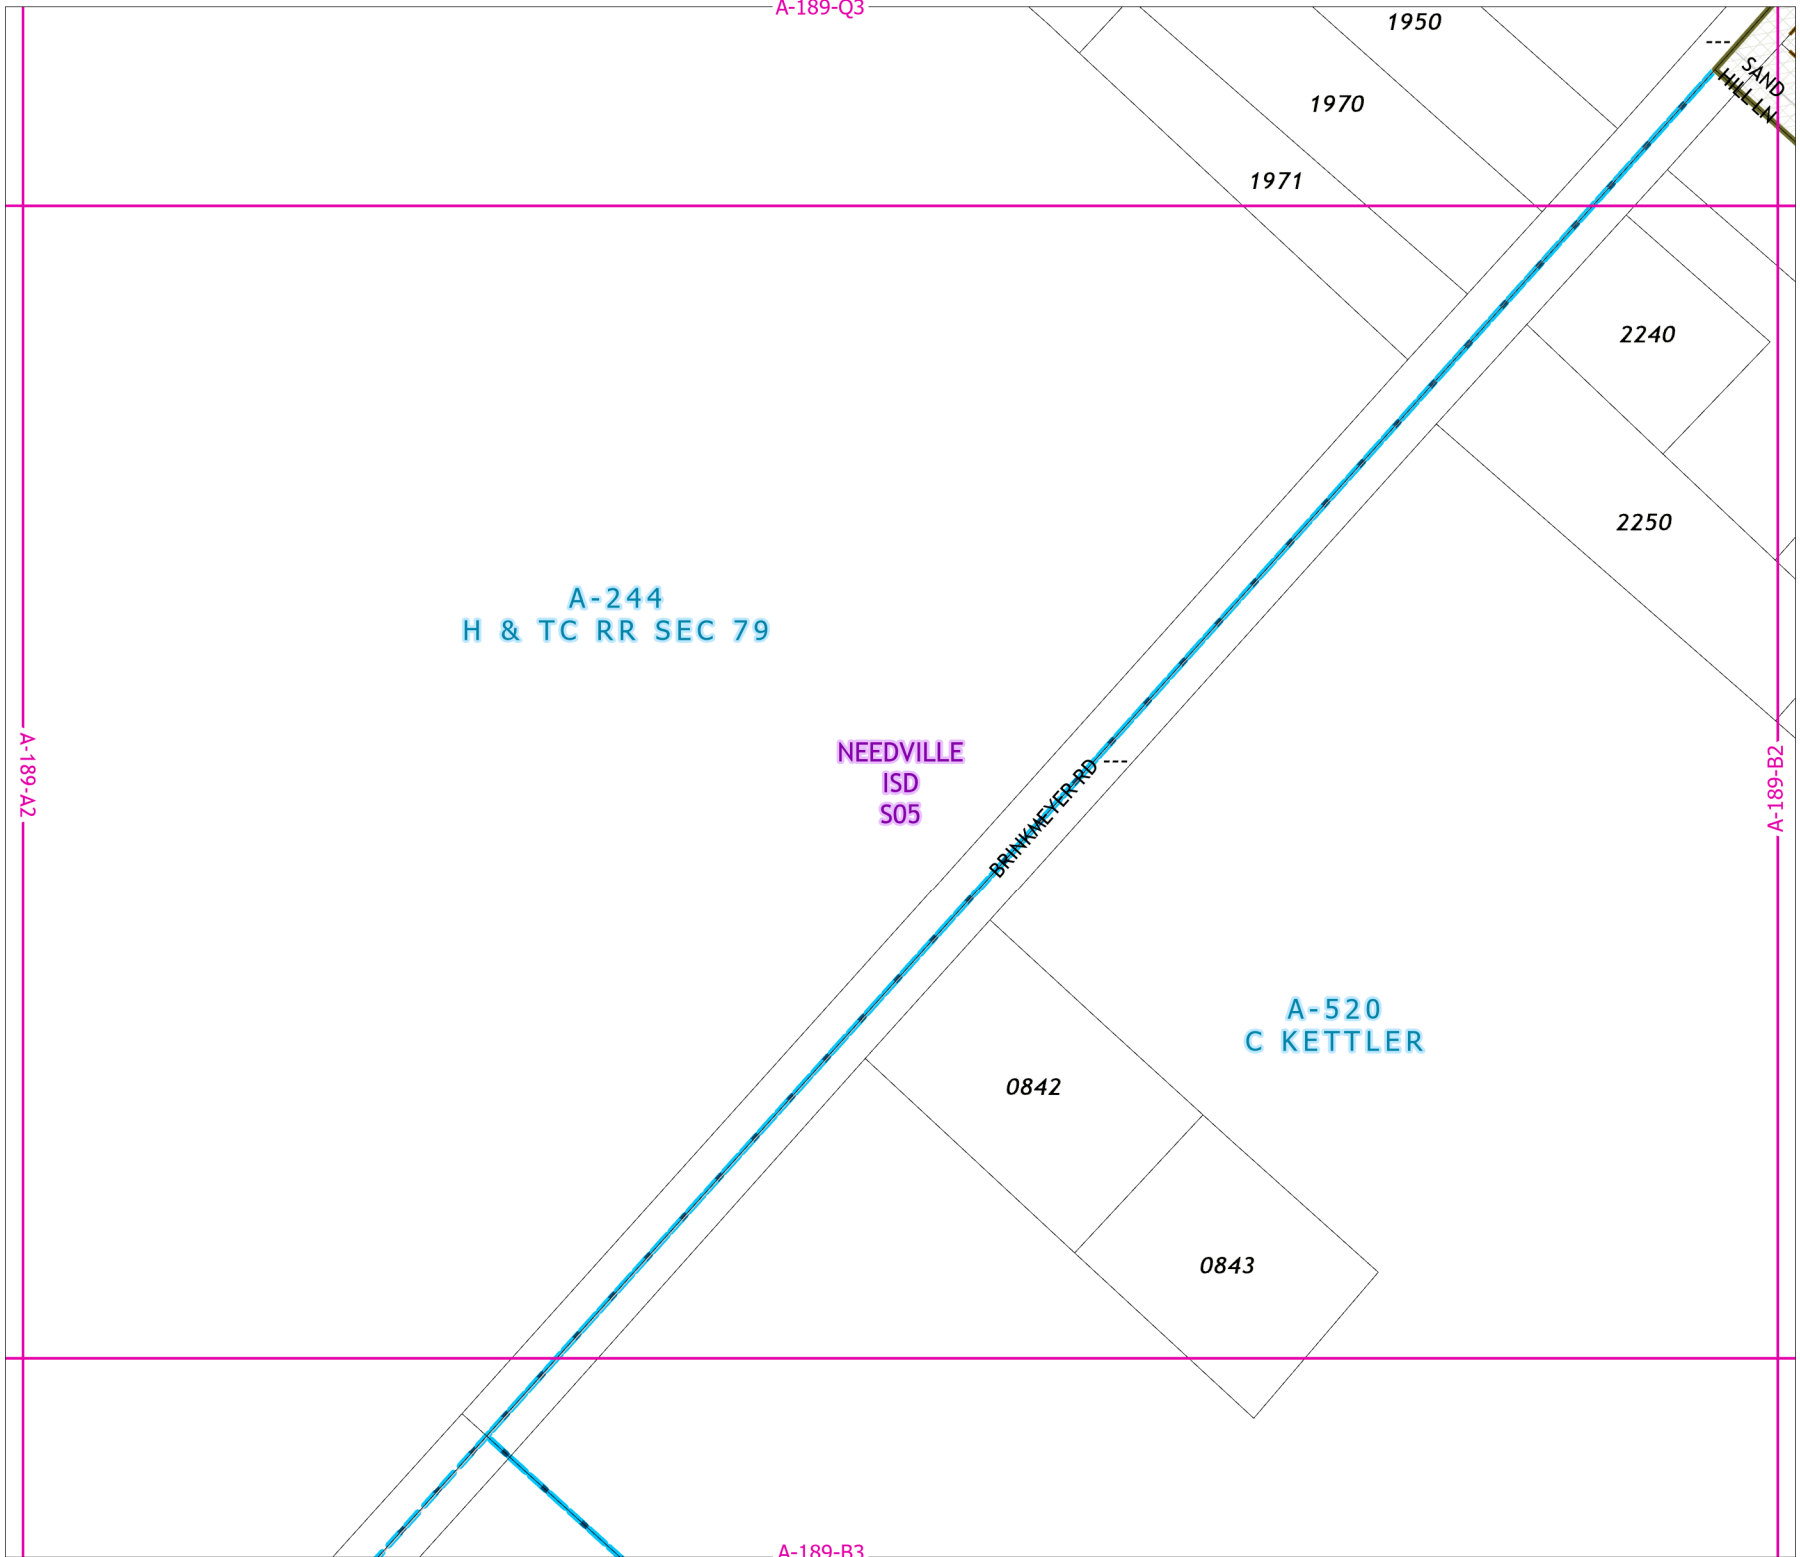 A-189-Q3
1950
----
SAND
HILL LN
1970
1971
2240
2250
A-244
H & TC RR SEC 79
NEEDVILLE
ISD
S05
A-189-A2
A-189-B2
BRINKMEYER RD
----
A-520
C KETTLER
0842
0843
A-189-B3